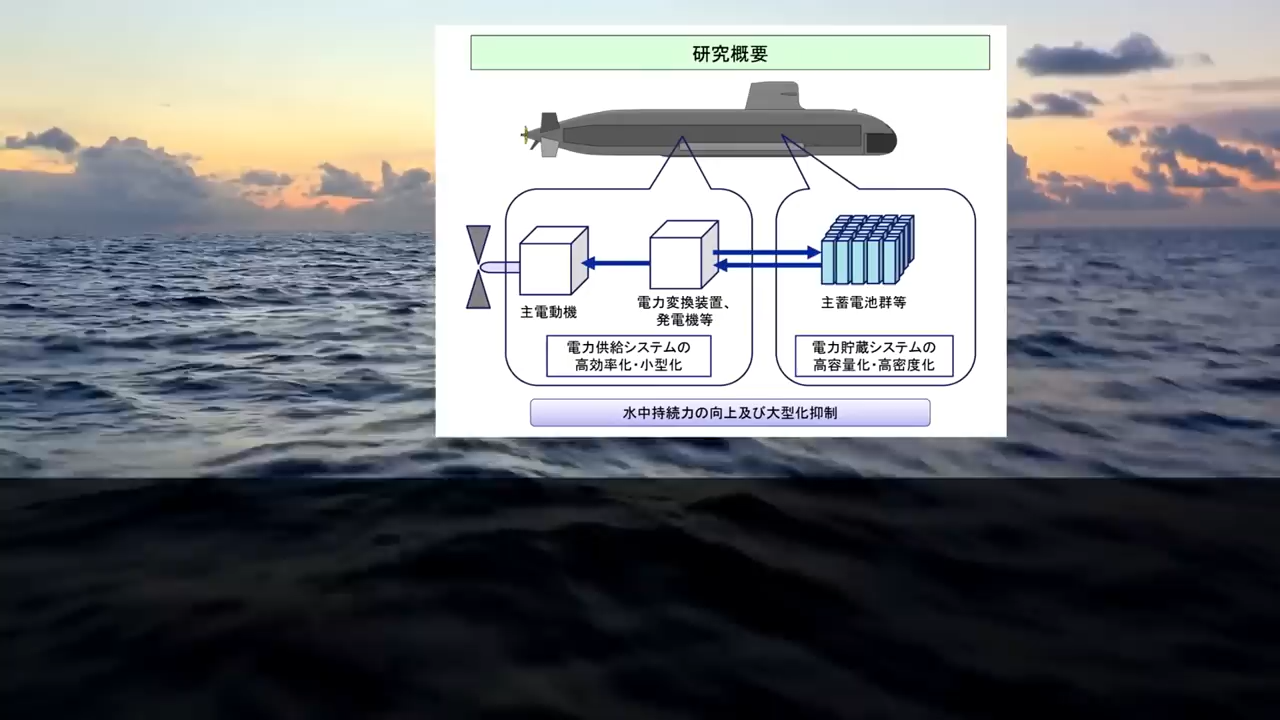 研究概要
主電動機
電力変換装置、
発電機等
主蓄電池群等
電力供給システムの
高効率化・小型化
電力貯蔵システムの
高容量化・高密度化
水中持続力の向上及び大型化抑制